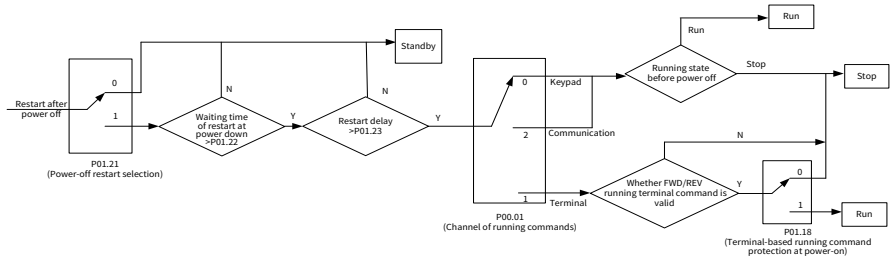 Restart after
power off
0
1
P01.21
(Power-off restart selection)
Waiting time
of restart at
power down
>P01.22
N
Y
Restart delay
>P01.23
N
Y
Standby
0
2
1
Keypad
Communication
Terminal
P00.01
(Channel of running commands)
Running state
before power off
Run
Run
Stop
Stop
Whether FWD/REV
running terminal command is
valid
N
Y
0
1
Run
P01.18
(Terminal-based running command
protection at power-on)